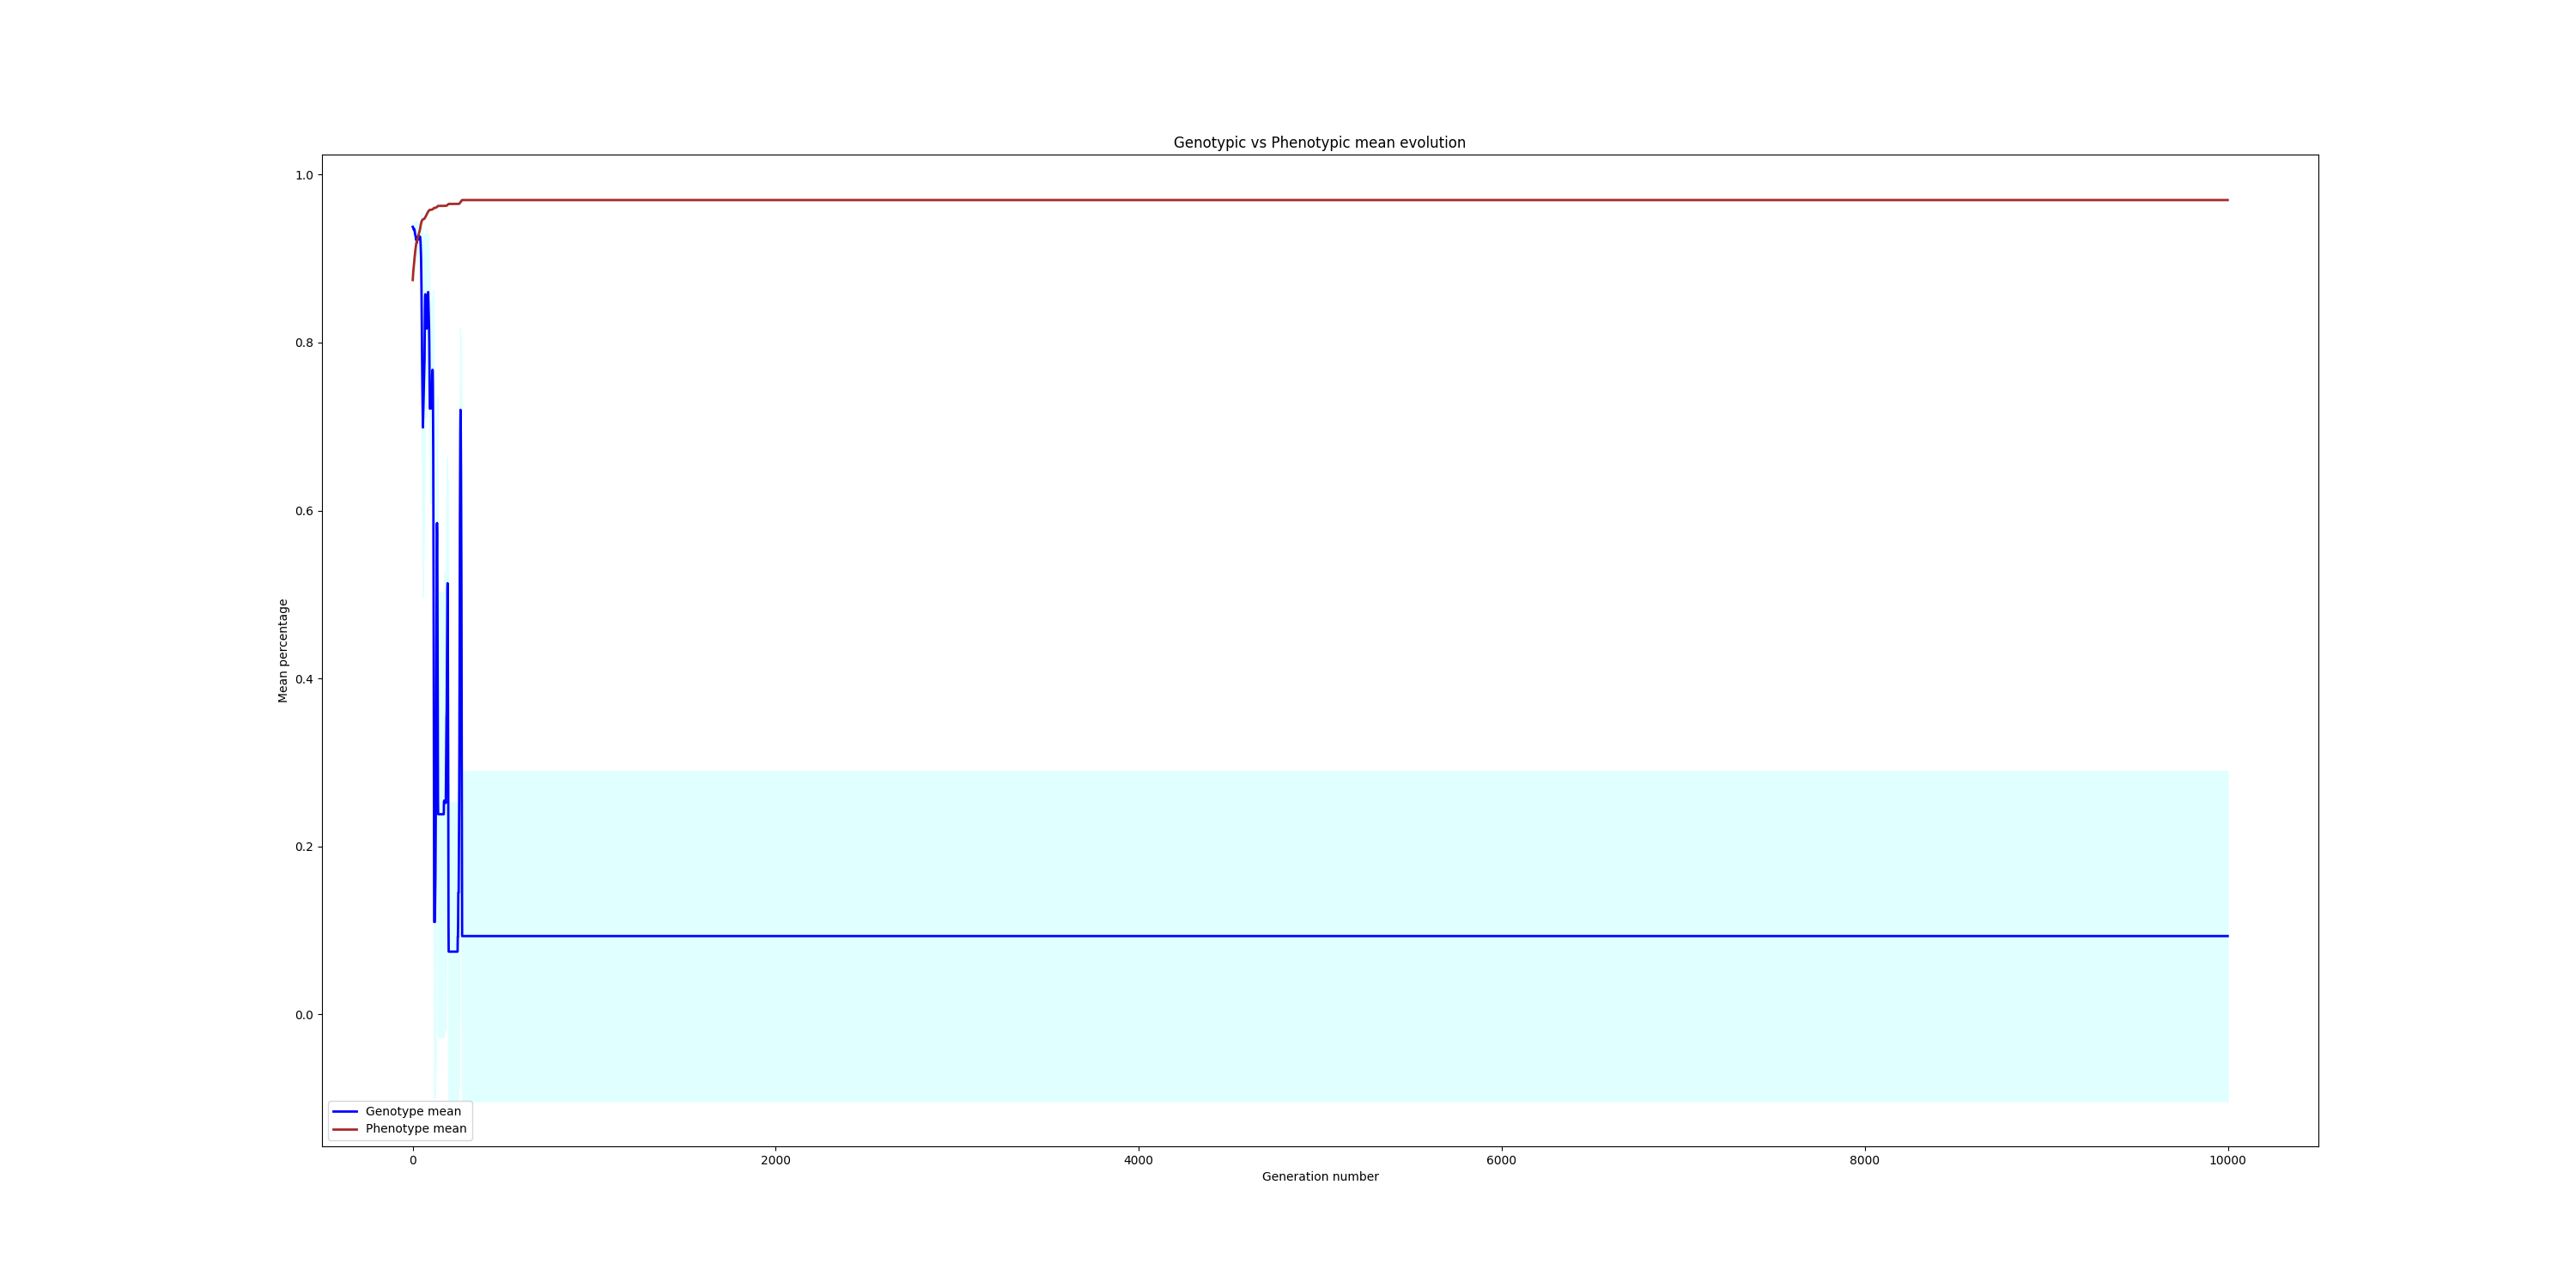 Genotypic vs Phenotypic mean evolution
1.0
0.8
0.6
0.4
0.2
0.0
Mean percentage
Genotype mean
Phenotype mean
0 2000 4000 6000 8000 10000
Generation number